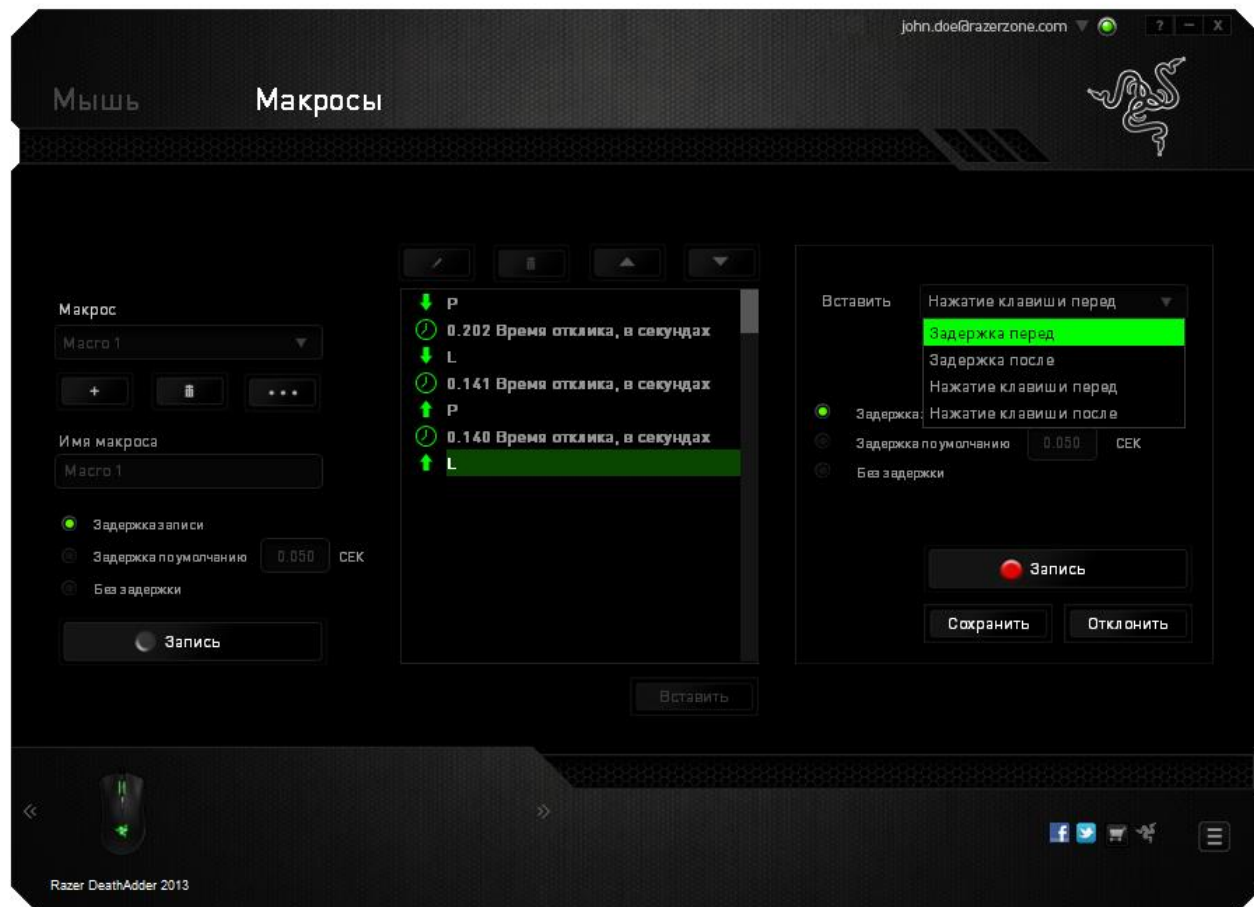 john.doe@razerzone.com
? – X
Мышь
Макросы
Макрос
Macro 1
Имя макроса
Macro 1
Задержка записи
Задержка по умолчанию 0.050 СЕК
Без задержки
Запись
P
0.202 Время отклика, в секундах
L
0.141 Время отклика, в секундах
P
0.140 Время отклика, в секундах
L
Вставить
Вставить Нажатие клавиши перед
Задержка перед
Задержка после
Нажатие клавиши перед
Нажатие клавиши после
Задержка
Задержка по умолчанию 0.050 СЕК
Без задержки
Запись
Сохранить Отклонить
Razer DeathAdder 2013